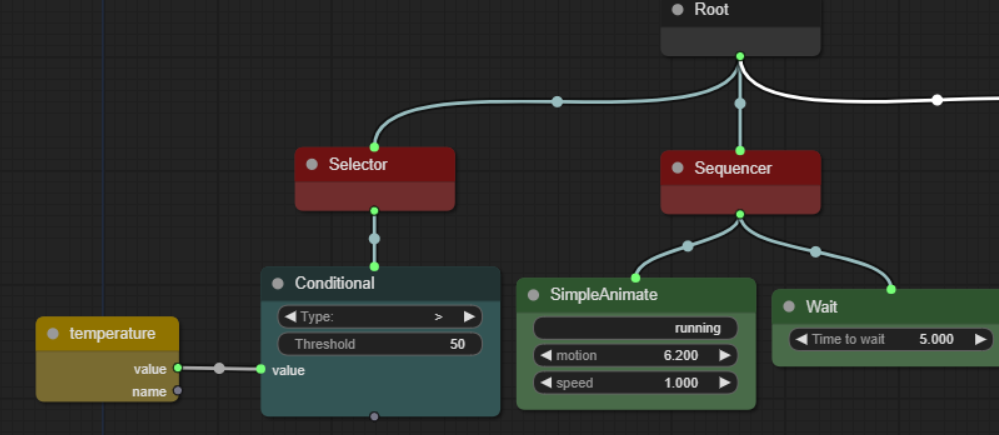 Root
Selector
Sequencer
Conditional
Type: >
Threshold 50
value
temperature
value
name
SimpleAnimate
running
motion 6.200
speed 1.000
Wait
Time to wait 5.000